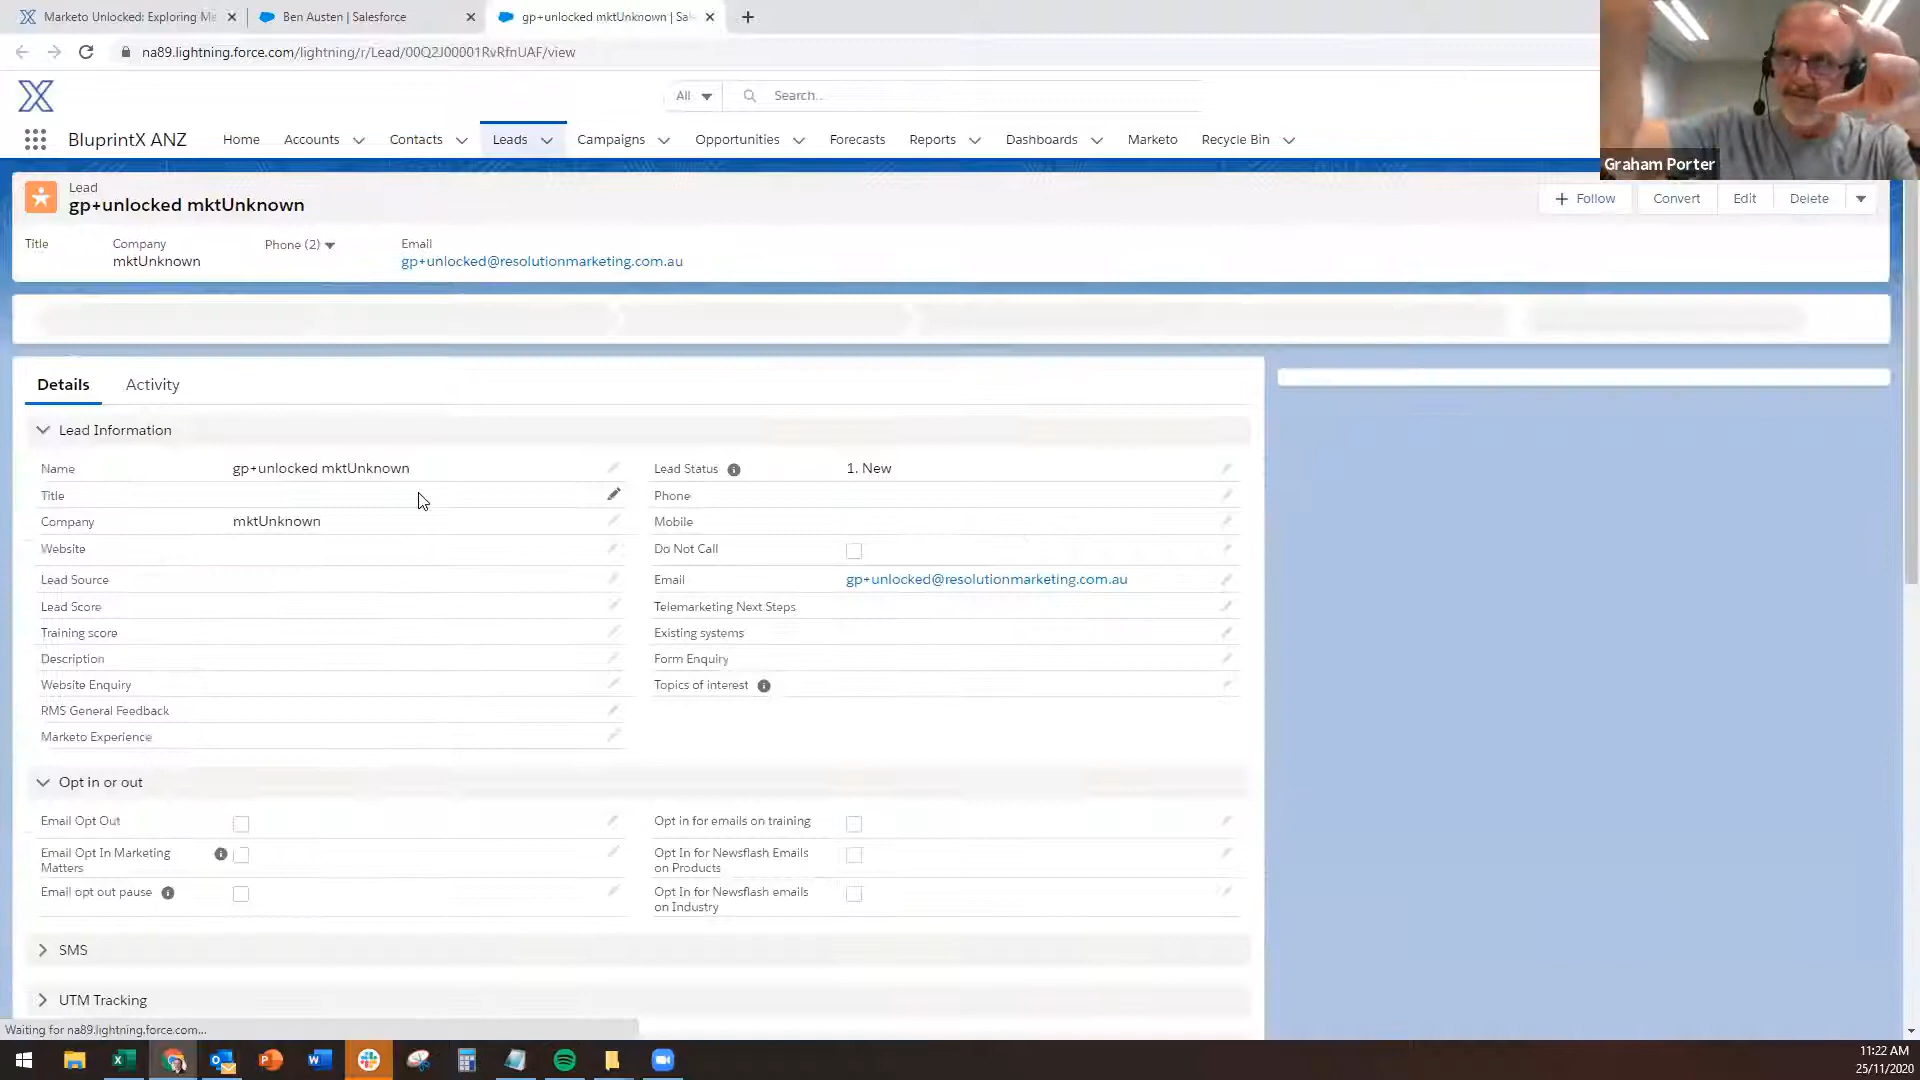 Marketo Unlocked: Exploring Ma
Ben Austen | Salesforce
gp+unlocked mktUnknown | Sal
na89.lightning.force.com/lightning/r/Lead/00Q2J00001RvRfnUAF/view
All
Search..
BluprintX ANZ
Home
Accounts
Contacts
Leads
Campaigns
Opportunities
Forecasts
Reports
Dashboards
Marketo
Recycle Bin
Graham Porter
Lead
gp+unlocked mktUnknown
+ Follow
Convert
Edit
Delete
Title
Company
Phone (2)
Email
mktUnknown
gp+unlocked@resolutionmarketing.com.au
Details
Activity
Lead Information
Name
gp+unlocked mktUnknown
Lead Status
1. New
Title
Phone
Company
mktUnknown
Mobile
Website
Do Not Call
Lead Source
Email
gp+unlocked@resolutionmarketing.com.au
Lead Score
Telemarketing Next Steps
Training score
Existing systems
Description
Form Enquiry
Website Enquiry
Topics of interest
RMS General Feedback
Marketo Experience
Opt in or out
Email Opt Out
Opt in for emails on training
Email Opt In Marketing
Matters
Opt In for Newsflash Emails
on Products
Email opt out pause
Opt In for Newsflash emails
on Industry
SMS
UTM Tracking
Waiting for na89.lightning.force.com...
11:22 AM
25/11/2020